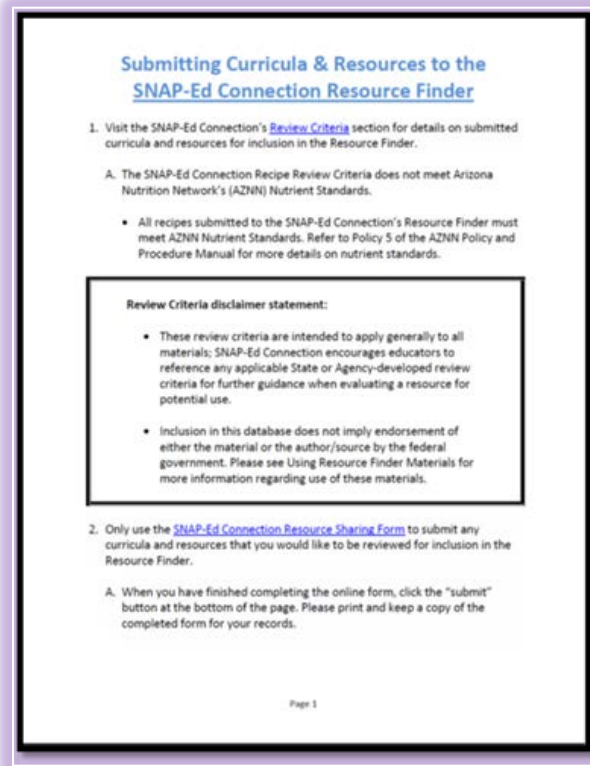 Submitting Curricula & Resources to the
SNAP-Ed Connection Resource Finder
1. Visit the SNAP-Ed Connection's Review Criteria section for details on submitted
curricula and resources for inclusion in the Resource Finder.
A. The SNAP-Ed Connection Recipe Review Criteria does not meet Arizona
Nutrition Network's (AZNN) Nutrient Standards.
• All recipes submitted to the SNAP-Ed Connection's Resource Finder must
meet AZNN Nutrient Standards. Refer to Policy 5 of the AZNN Policy and
Procedure Manual for more details on nutrient standards.
Review Criteria disclaimer statement:
• These review criteria are intended to apply generally to all
materials; SNAP-Ed Connection encourages educators to
reference any applicable State or Agency-developed review
criteria for further guidance when evaluating a resource for
potential use.
• Inclusion in this database does not imply endorsement of
either the material or the author/source by the federal
government. Please see Using Resource Finder Materials for
more information regarding use of these materials.
2. Only use the SNAP-Ed Connection Resource Sharing Form to submit any
curricula and resources that you would like to be reviewed for inclusion in the
Resource Finder.
A. When you have finished completing the online form, click the "submit"
button at the bottom of the page. Please print and keep a copy of the
completed form for your records.
Page 1